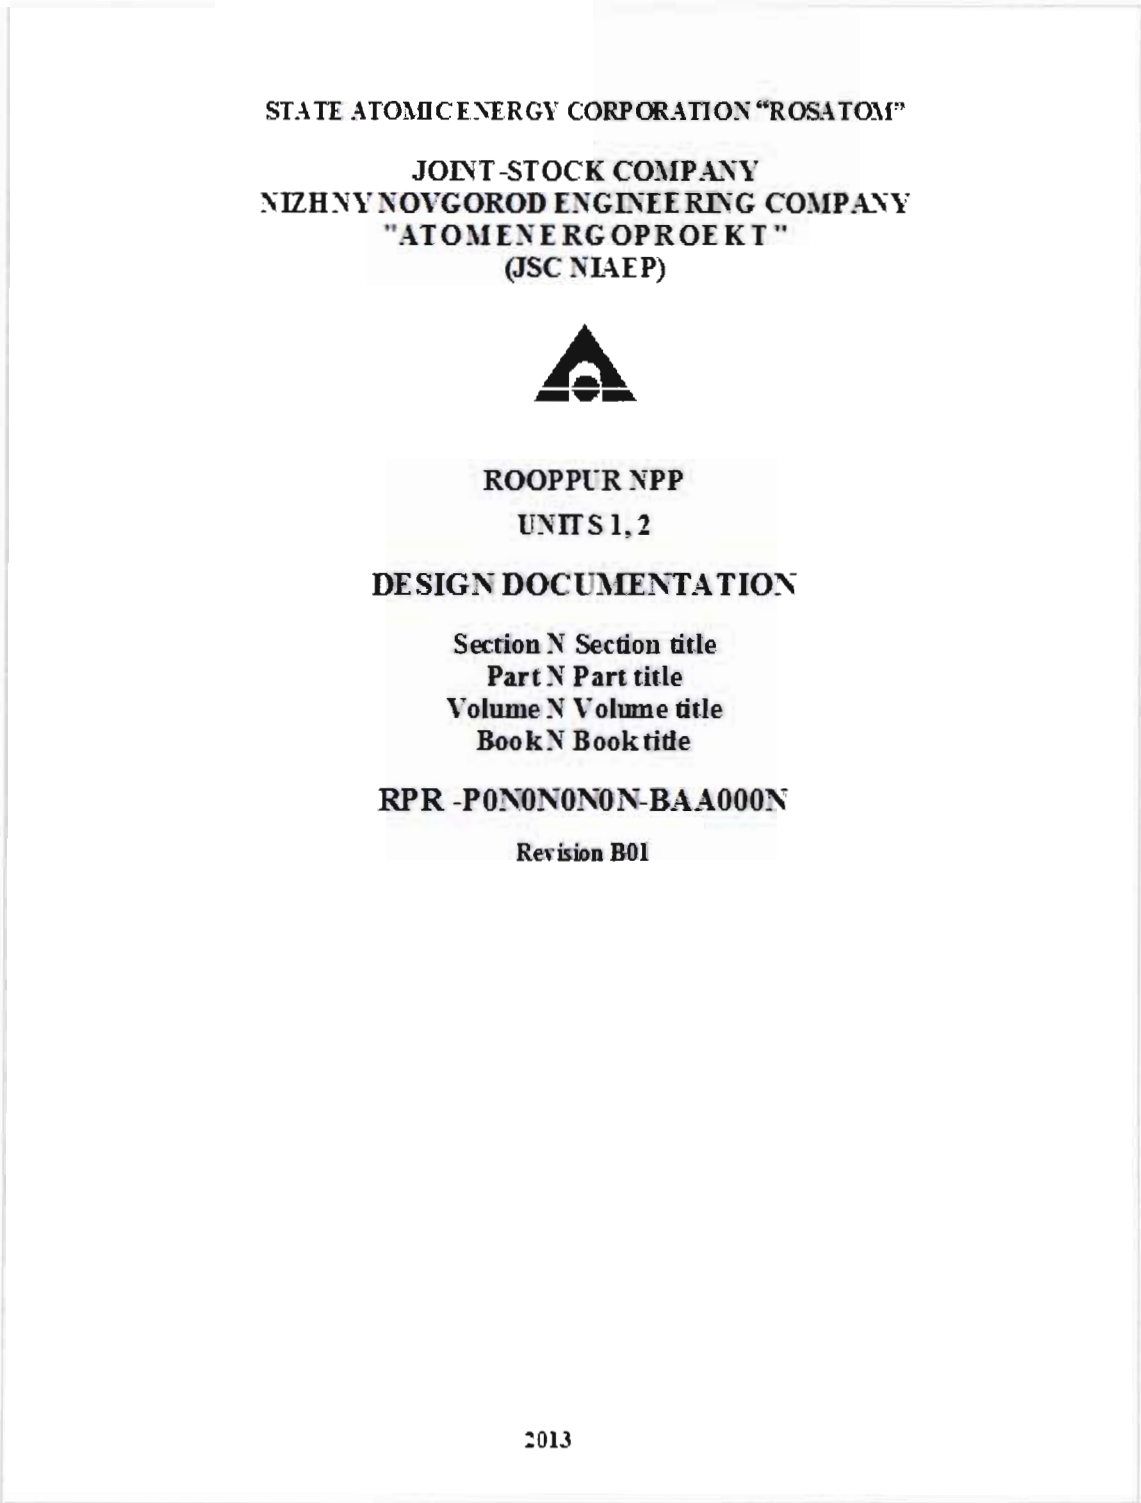 STATE ATOMIC ENERGY CORPORATION “ROSATOM”
JOINT-STOCK COMPANY
NIZHNY NOVGOROD ENGINEERING COMPANY
"ATOMENERGOPROEKT"
(JSC NIAEP)
ROOPPUR NPP
UNITS 1, 2
DESIGN DOCUMENTATION
Section N Section title
Part N Part title
Volume N Volume title
Book N Book title
RPR -P0N0N0N0N-BAA000N
Revision B01
2013